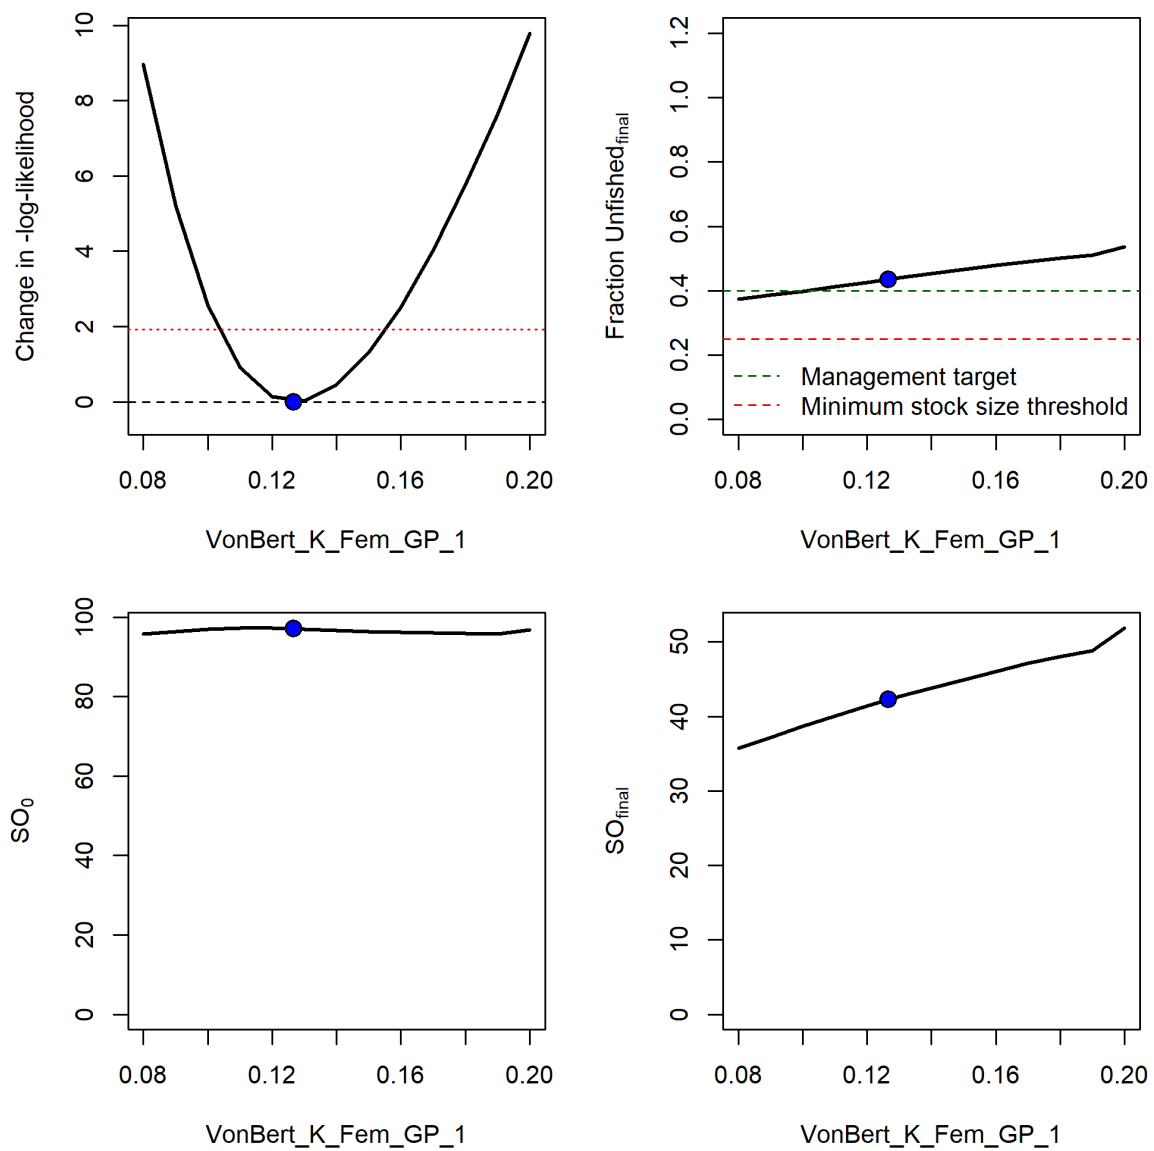 Change in -log-likelihood
10
8
6
4
2
0
0.08 0.12 0.16 0.20
VonBert_K_Fem_GP_1
Fraction Unfished_final
1.2
1.0
0.8
0.6
0.4
0.2
0.0
Management target
Minimum stock size threshold
0.08 0.12 0.16 0.20
VonBert_K_Fem_GP_1
SO₀
100
80
60
40
20
0
0.08 0.12 0.16 0.20
VonBert_K_Fem_GP_1
SO_final
50
40
30
20
10
0
0.08 0.12 0.16 0.20
VonBert_K_Fem_GP_1